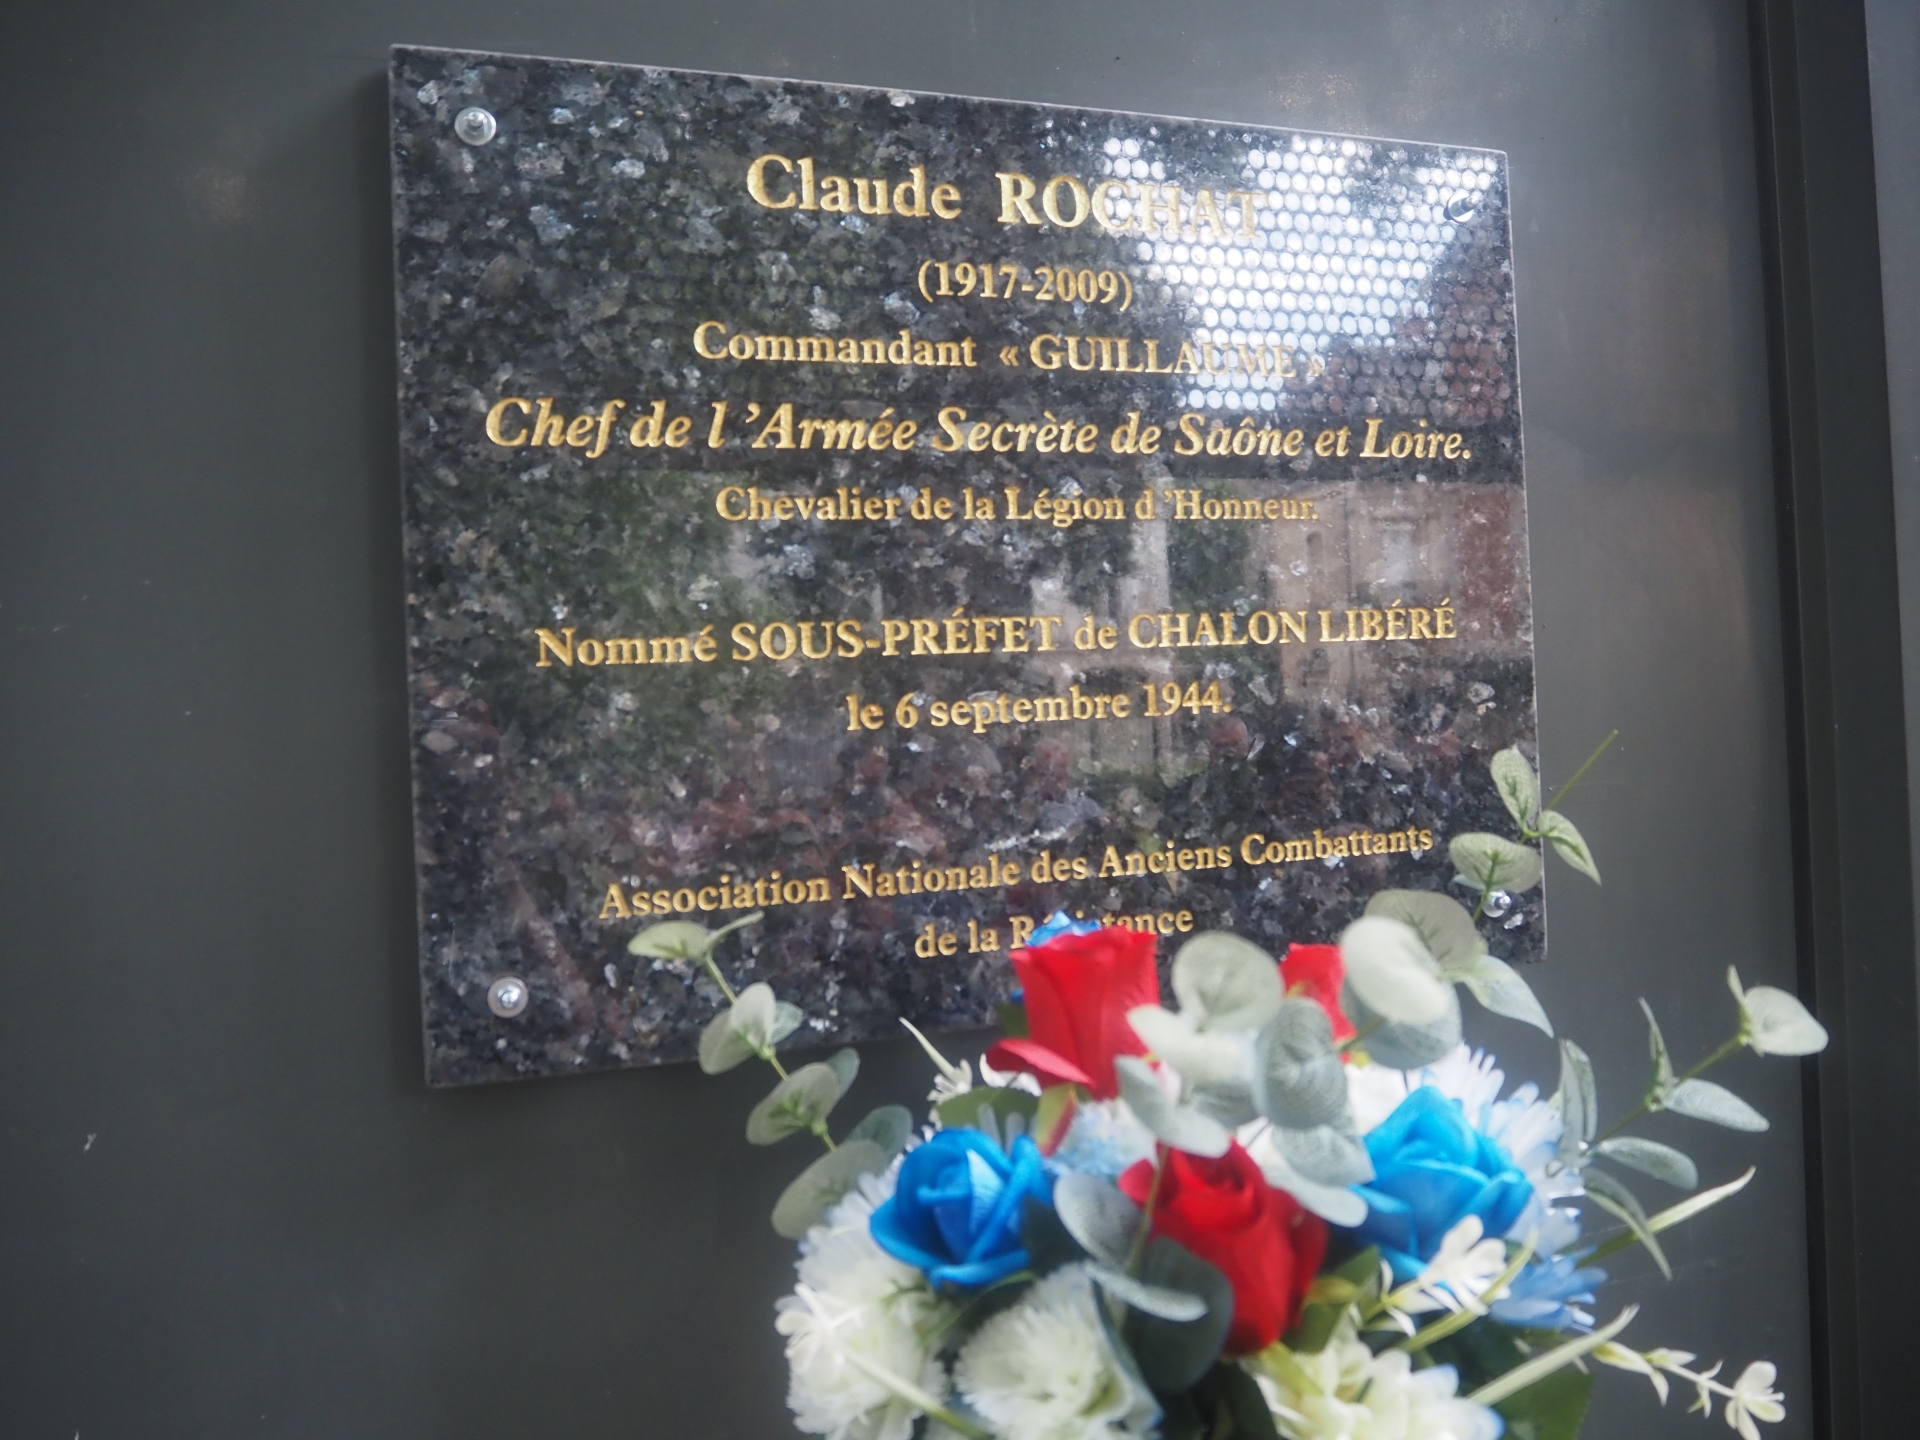 Claude ROCHAT
(1917-2009)
Commandant « GUILLAUME »
Chef de l 'Armée Secrète de Saône et Loire.
Chevalier de la Légion d 'Honneur.
Nommé SOUS-PRÉFET de CHALON LIBÉRÉ
le 6 septembre 1944.
Association Nationale des Anciens Combattants
de la Résistance